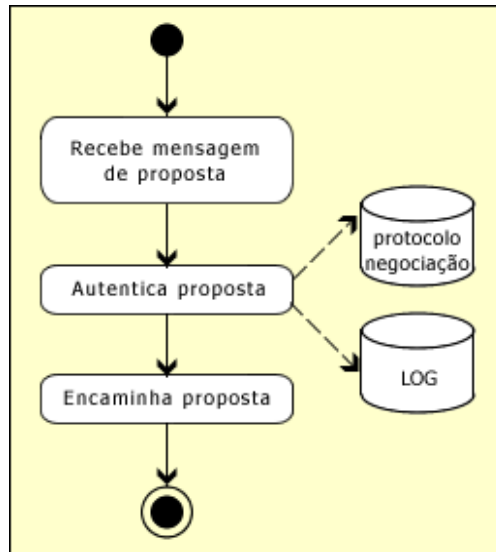 Recebe mensagem
de proposta
protocolo
negociação
Autentica proposta
LOG
Encaminha proposta